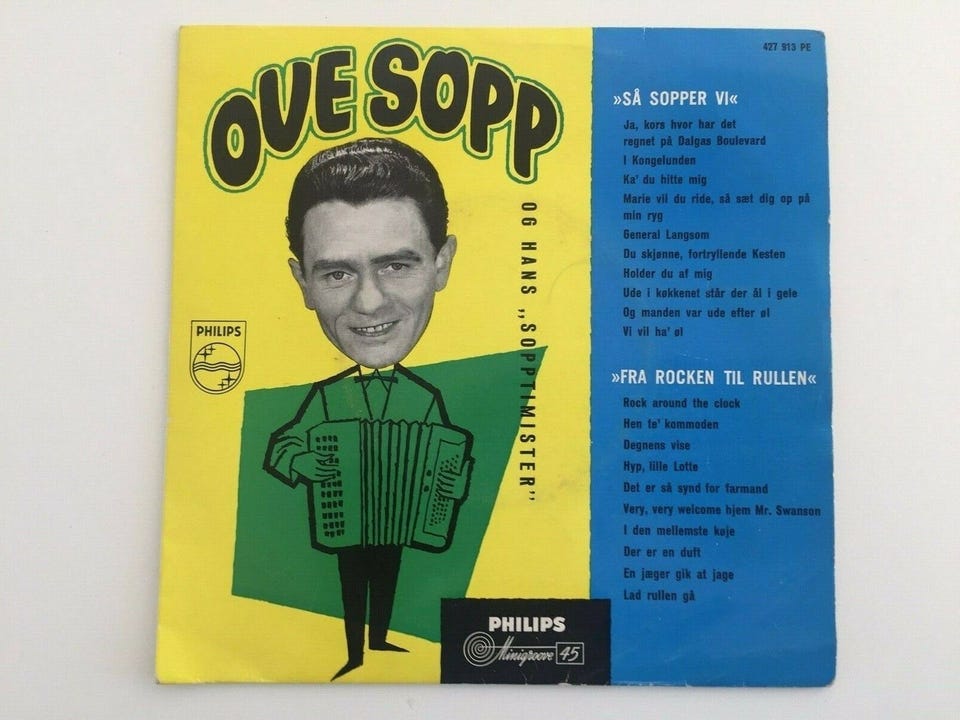 OVE SOPP
OG HANS „SOPPTIMISTER”
PHILIPS
PHILIPS
Minigroove 45
427 913 PE
»SÅ SOPPER VI«
Ja, kors hvor har det
regnet på Dalgas Boulevard
I Kongelunden
Ka' du hitte mig
Marie vil du ride, så sæt dig op på
min ryg
General Langsom
Du skjønne, fortryllende Kesten
Holder du af mig
Ude i køkkenet står der ål i gele
Og manden var ude efter øl
Vi vil ha' øl
»FRA ROCKEN TIL RULLEN«
Rock around the clock
Hen te' kommoden
Degnens vise
Hyp, lille Lotte
Det er så synd for farmand
Very, very welcome hjem Mr. Swanson
I den mellemste køje
Der er en duft
En jæger gik at jage
Lad rullen gå